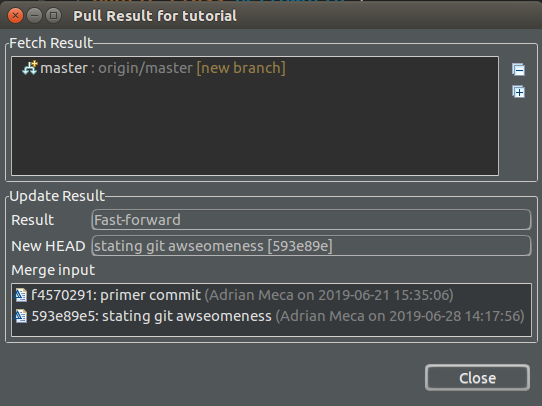 Pull Result for tutorial
Fetch Result
master : origin/master [new branch]
Update Result
Result Fast-forward
New HEAD stating git awseomeness [593e89e]
Merge input
f4570291: primer commit (Adrian Meca on 2019-06-21 15:35:06)
593e89e5: stating git awseomeness (Adrian Meca on 2019-06-28 14:17:56)
Close